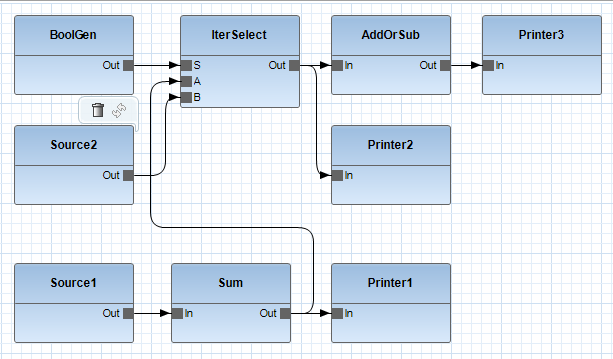 BoolGen
IterSelect
AddOrSub
Printer3
Out
S
Out
In
Out
In
A
B
Source2
Printer2
Out
In
Source1
Sum
Printer1
Out
In
Out
In